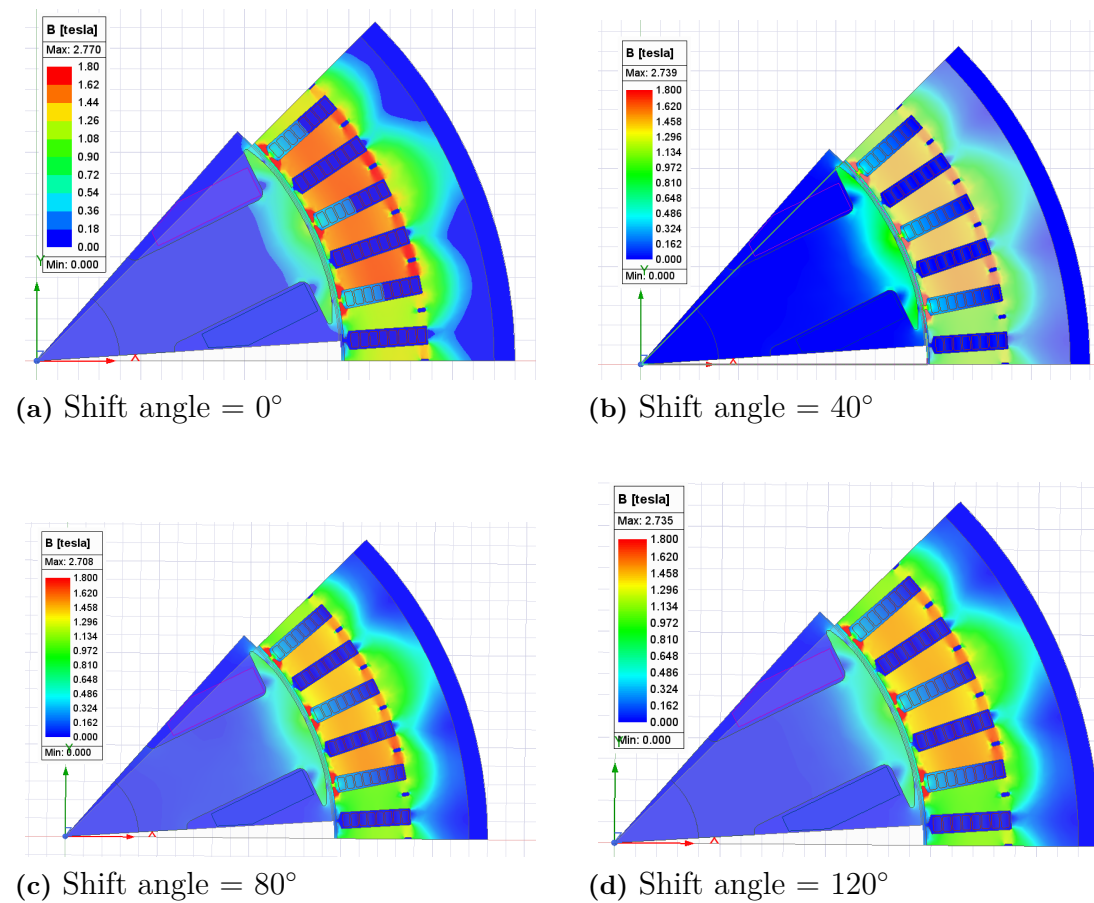 B [tesla]
Max: 2.770
1.80
1.62
1.44
1.26
1.08
0.90
0.72
0.54
0.36
0.18
0.00
Min: 0.000
Y
X
(a) Shift angle = 0°
B [tesla]
Max: 2.739
1.800
1.620
1.458
1.296
1.134
0.972
0.810
0.648
0.486
0.324
0.162
0.000
Min: 0.000
Y
X
(b) Shift angle = 40°
B [tesla]
Max: 2.708
1.800
1.620
1.458
1.296
1.134
0.972
0.810
0.648
0.486
0.324
0.162
0.000
Min: 0.000
(c) Shift angle = 80°
B [tesla]
Max: 2.735
1.800
1.620
1.458
1.296
1.134
0.972
0.810
0.648
0.486
0.324
0.162
0.000
Min: 0.000
(d) Shift angle = 120°